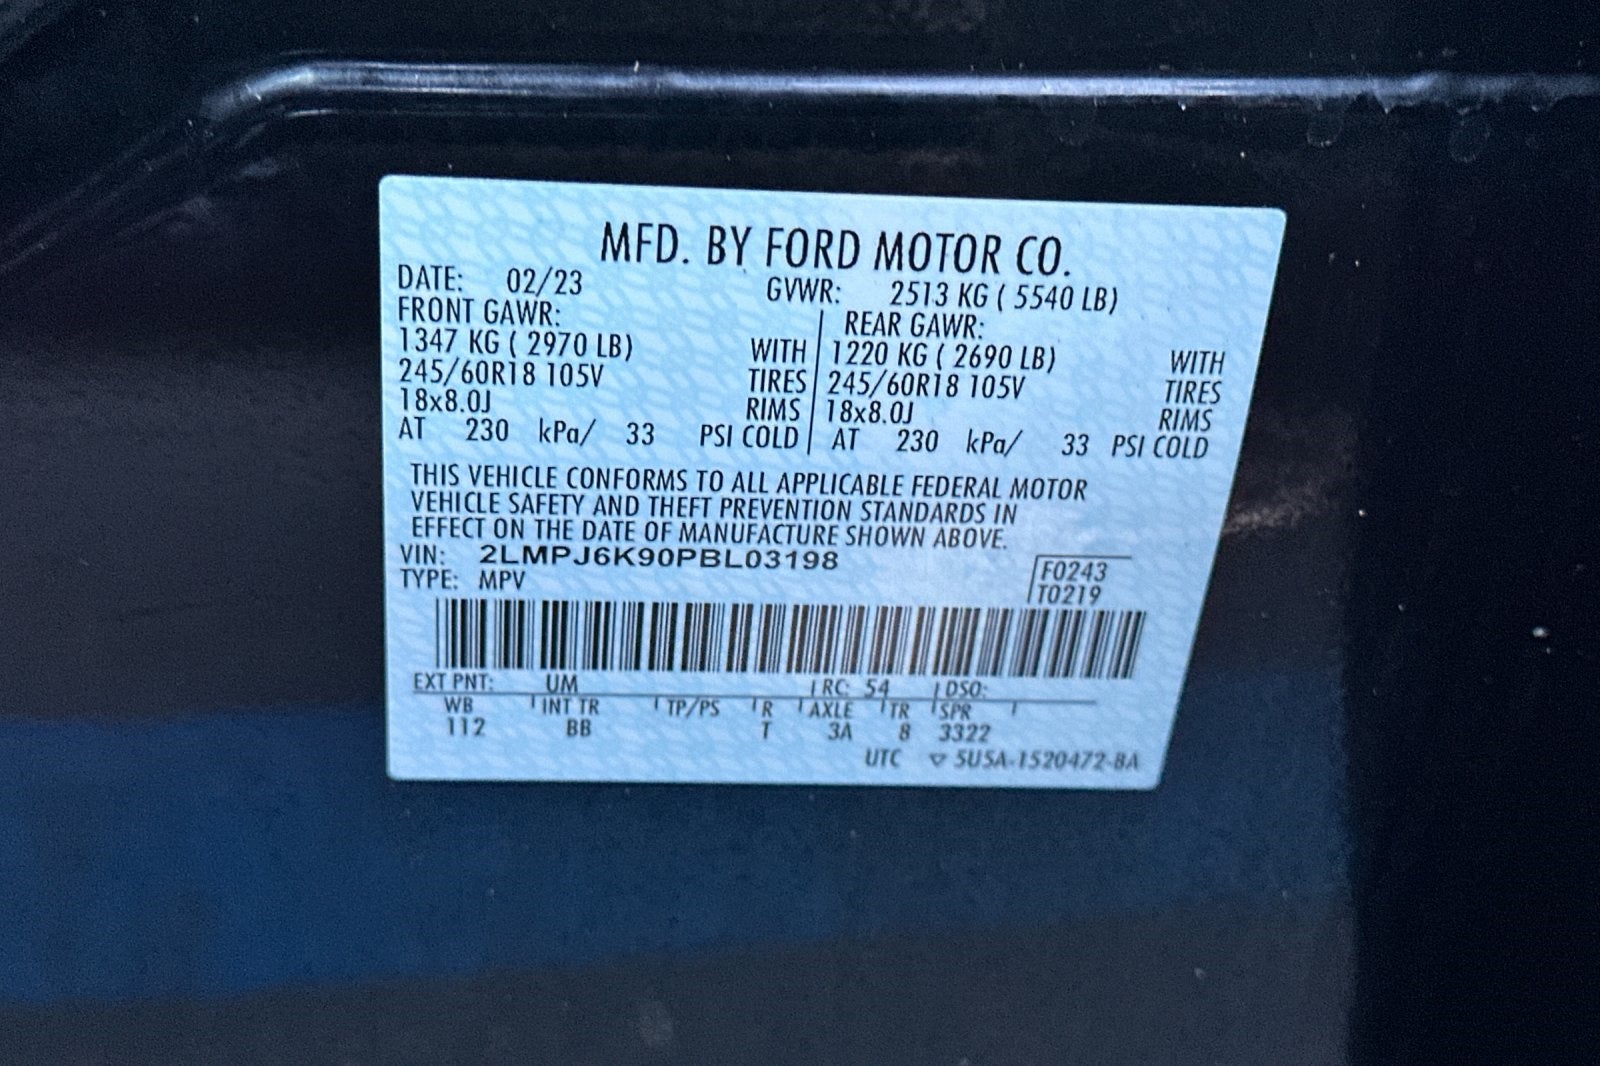 MFD. BY FORD MOTOR CO.
DATE: 02/23 GVWR: 2513 KG ( 5540 LB)
FRONT GAWR: REAR GAWR:
1347 KG ( 2970 LB) WITH 1220 KG ( 2690 LB) WITH
245/60R18 105V TIRES 245/60R18 105V TIRES
18x8.0J RIMS 18x8.0J RIMS
AT 230 kPa/ 33 PSI COLD AT 230 kPa/ 33 PSI COLD
THIS VEHICLE CONFORMS TO ALL APPLICABLE FEDERAL MOTOR
VEHICLE SAFETY AND THEFT PREVENTION STANDARDS IN
EFFECT ON THE DATE OF MANUFACTURE SHOWN ABOVE.
VIN: 2LMPJ6K90PBL03198
TYPE: MPV
F0243
T0219
EXT PNT: UM RC: 54 DSO:
WB INT TR TP/PS R AXLE TR SPR
112 BB T 3A 8 3322
UTC ▽ 5U5A-1520472-BA